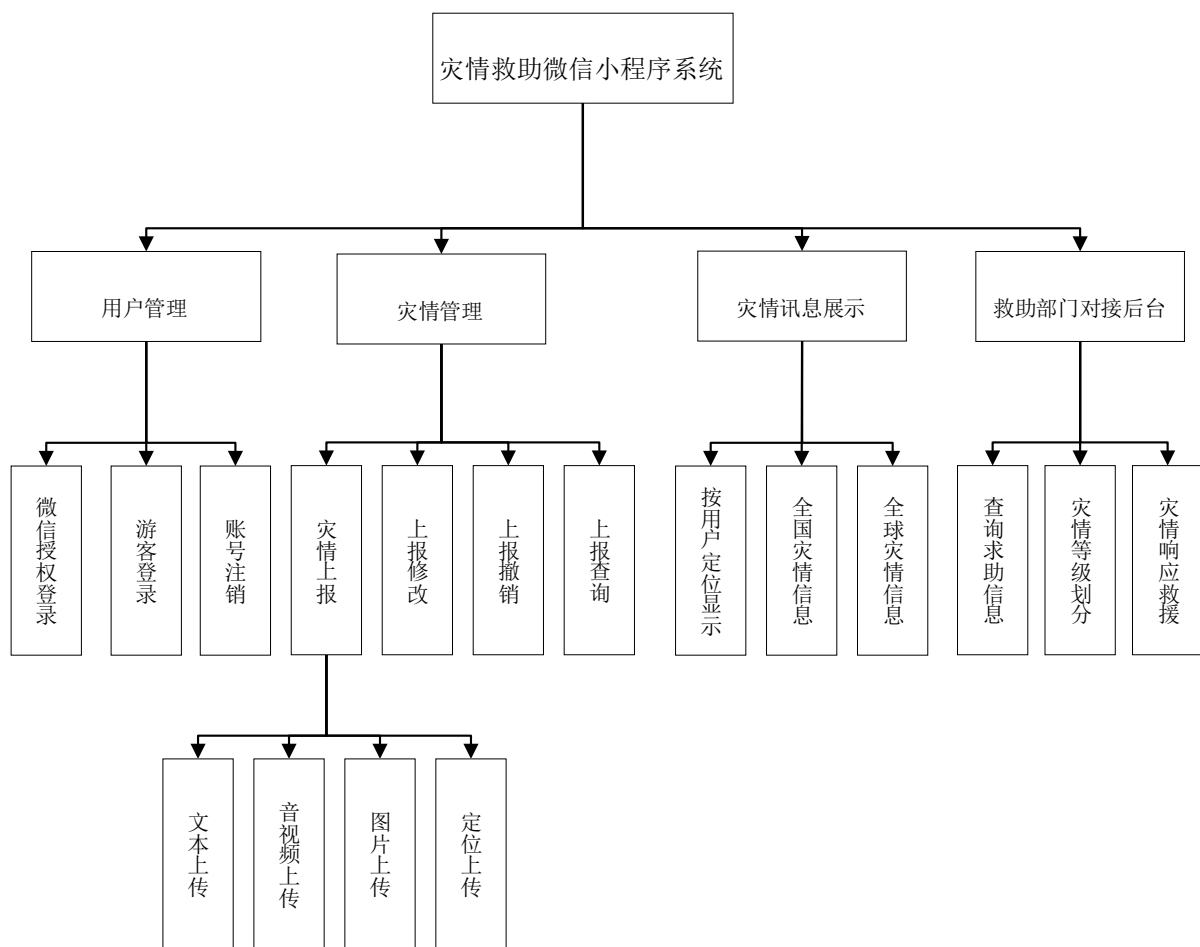 灾情救助微信小程序系统
用户管理
灾情管理
灾情讯息展示
救助部门对接后台
微信授权登录
游客登录
账号注销
灾情上报
上报修改
上报撤销
上报查询
按用户定位显示
全国灾情信息
全球灾情信息
查询求助信息
灾情等级划分
灾情响应救援
文本上传
音视频上传
图片上传
定位上传